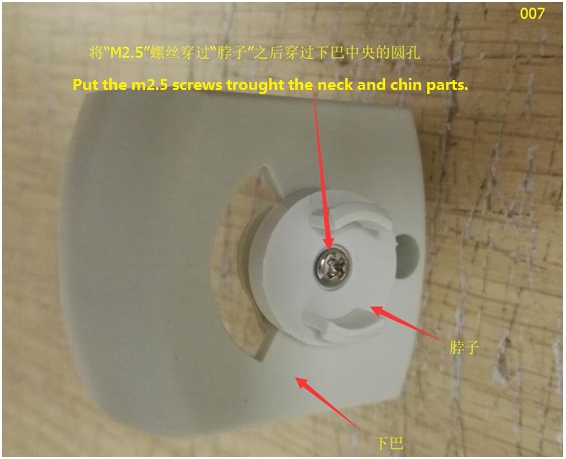 007
将“M2.5”螺丝穿过“脖子”之后穿过下巴中央的圆孔
Put the m2.5 screws trought the neck and chin parts.
脖子
下巴